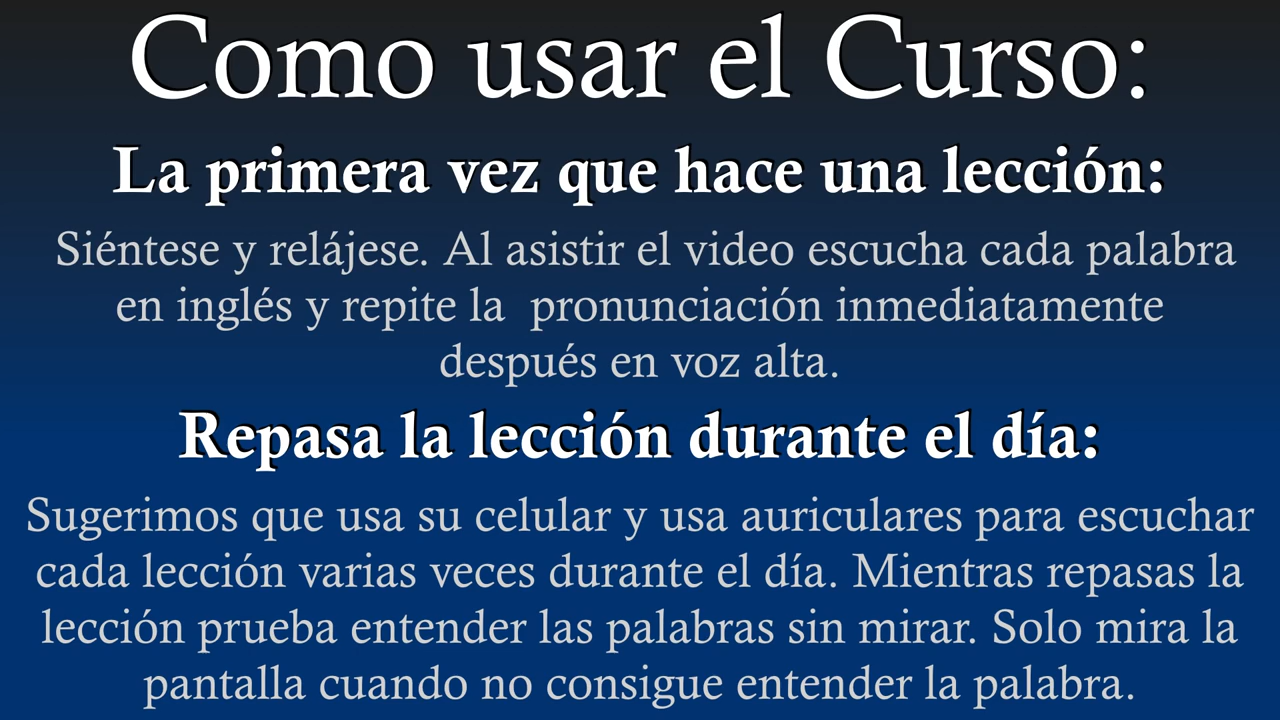 Como usar el Curso:
La primera vez que hace una lección:
Siéntese y relájese. Al asistir el video escucha cada palabra
en inglés y repite la  pronunciación inmediatamente
después en voz alta.
Repasa la lección durante el día:
Sugerimos que usa su celular y usa auriculares para escuchar
cada lección varias veces durante el día. Mientras repasas la
lección prueba entender las palabras sin mirar. Solo mira la
pantalla cuando no consigue entender la palabra.